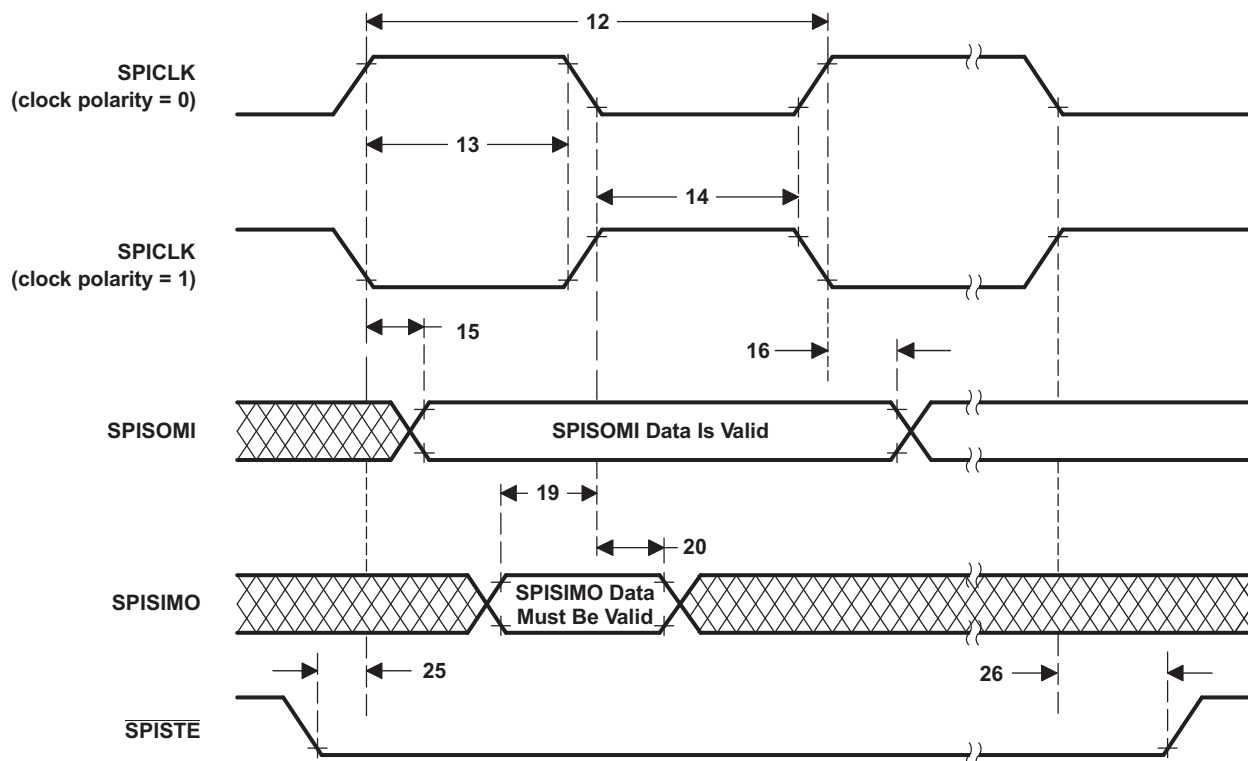 12
SPICLK
(clock polarity = 0)
13
14
SPICLK
(clock polarity = 1)
15
16
SPISOMI
SPISOMI Data Is Valid
19
20
SPISIMO
SPISIMO Data
Must Be Valid
25
26
SPISTE